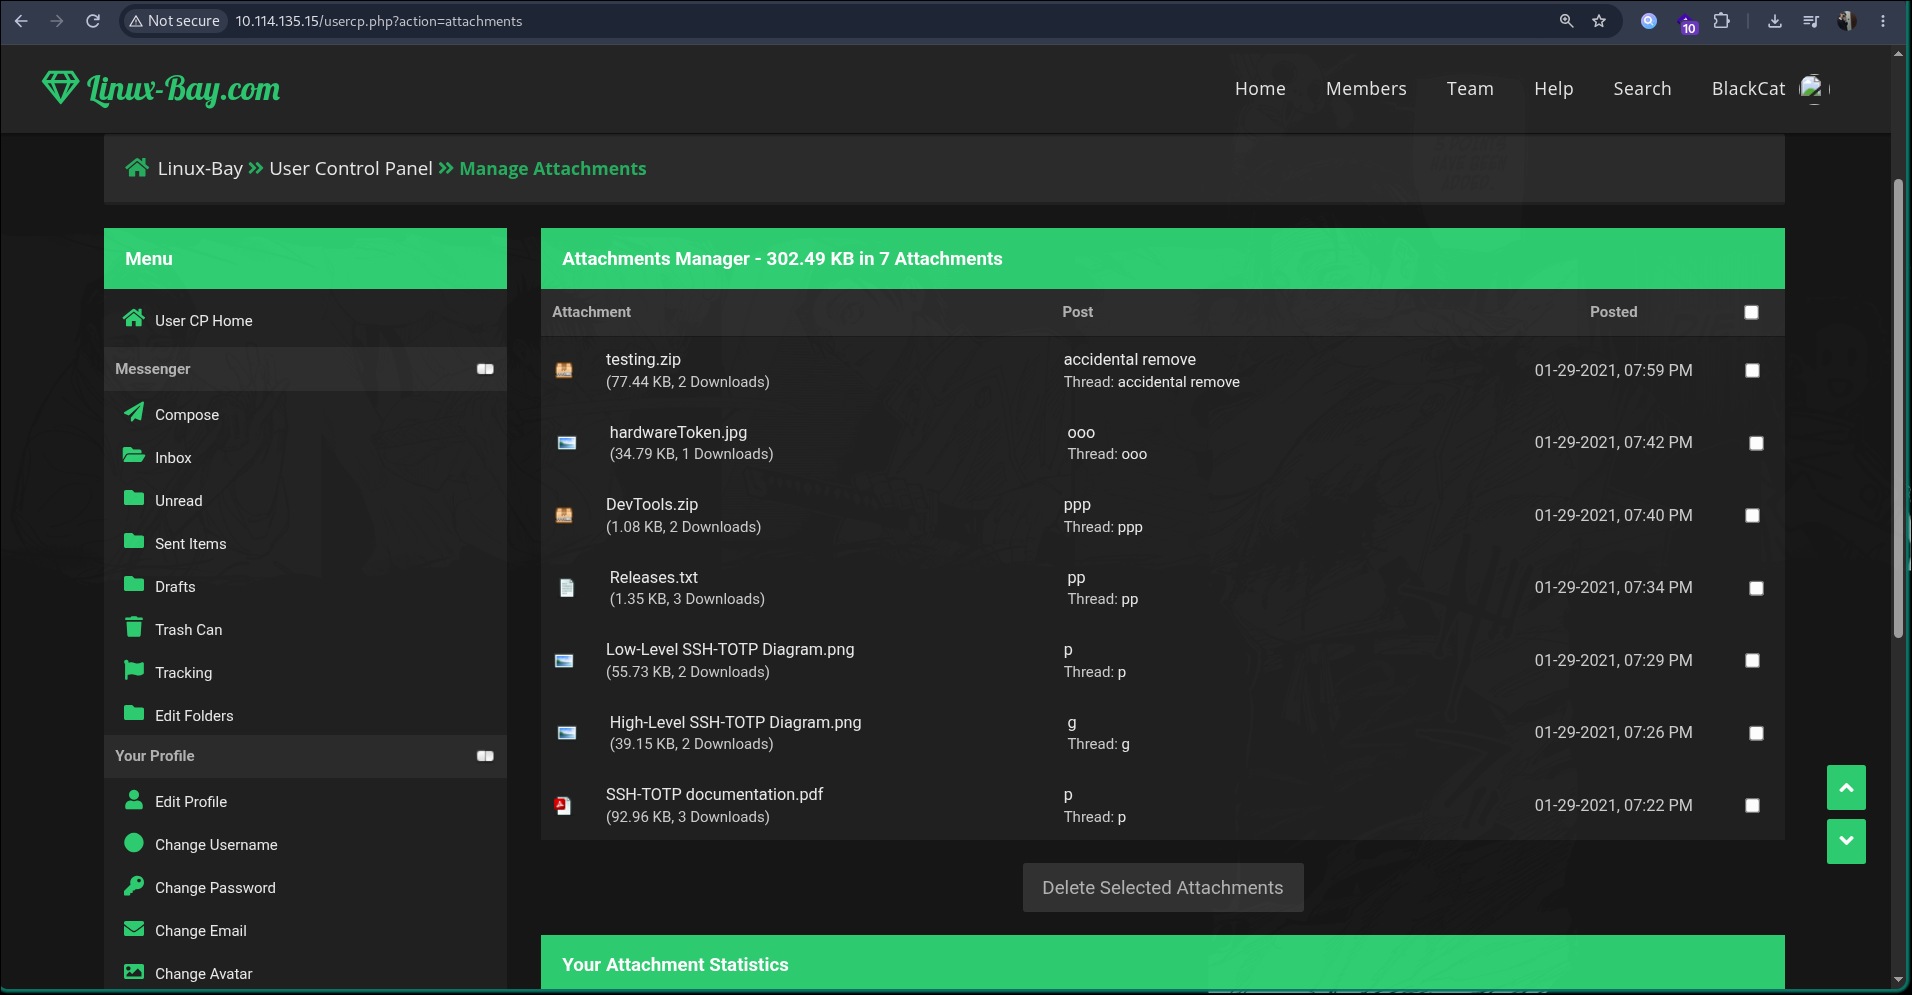 Not secure 10.114.135.15/usercp.php?action=attachments
10
Linux-Bay.com
Home Members Team Help Search BlackCat
Linux-Bay User Control Panel Manage Attachments
Menu
User CP Home
Messenger
Compose
Inbox
Unread
Sent Items
Drafts
Trash Can
Tracking
Edit Folders
Your Profile
Edit Profile
Change Username
Change Password
Change Email
Change Avatar
Attachments Manager - 302.49 KB in 7 Attachments
Attachment Post Posted
testing.zip accidental remove
(77.44 KB, 2 Downloads) Thread: accidental remove 01-29-2021, 07:59 PM
hardwareToken.jpg ooo
(34.79 KB, 1 Downloads) Thread: ooo 01-29-2021, 07:42 PM
DevTools.zip ppp
(1.08 KB, 2 Downloads) Thread: ppp 01-29-2021, 07:40 PM
Releases.txt pp
(1.35 KB, 3 Downloads) Thread: pp 01-29-2021, 07:34 PM
Low-Level SSH-TOTP Diagram.png p
(55.73 KB, 2 Downloads) Thread: p 01-29-2021, 07:29 PM
High-Level SSH-TOTP Diagram.png g
(39.15 KB, 2 Downloads) Thread: g 01-29-2021, 07:26 PM
SSH-TOTP documentation.pdf p
(92.96 KB, 3 Downloads) Thread: p 01-29-2021, 07:22 PM
Delete Selected Attachments
Your Attachment Statistics